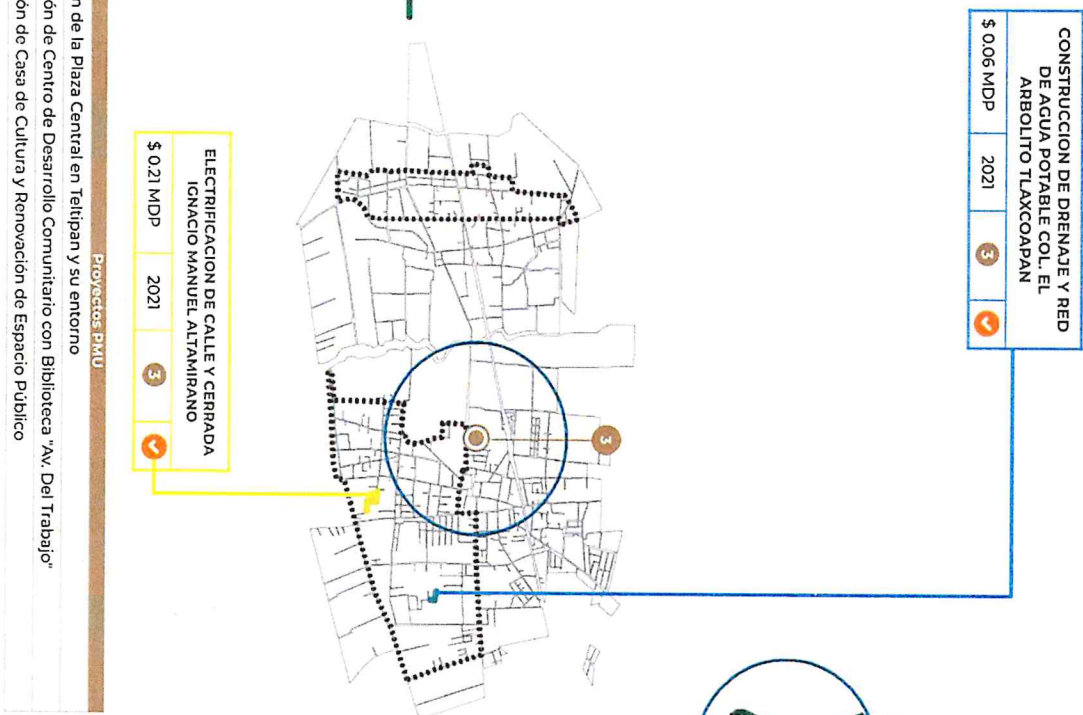 CONSTRUCCION DE DRENAJE Y RED
DE AGUA POTABLE COL. EL
ARBOLITO TLAXCOAPAN
$ 0.06 MDP 2021 3
3
ELECTRIFICACION DE CALLE Y CERRADA
IGNACIO MANUEL ALTAMIRANO
$ 0.21 MDP 2021 3
Proyectos PMU
n de la Plaza Central en Teltipan y su entorno
ón de Centro de Desarrollo Comunitario con Biblioteca "Av. Del Trabajo"
ón de Casa de Cultura y Renovación de Espacio Público